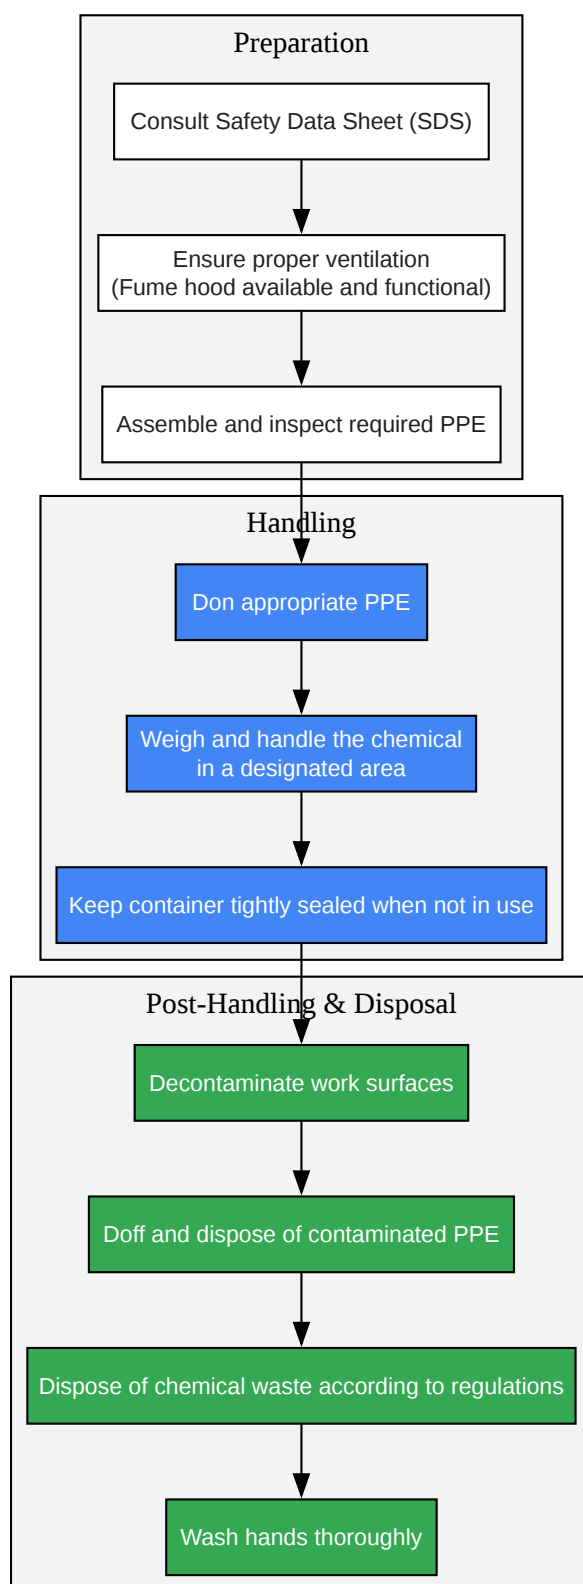 Preparation
Consult Safety Data Sheet (SDS)
Ensure proper ventilation
(Fume hood available and functional)
Assemble and inspect required PPE
Handling
Don appropriate PPE
Weigh and handle the chemical
in a designated area
Keep container tightly sealed when not in use
Post-Handling & Disposal
Decontaminate work surfaces
Doff and dispose of contaminated PPE
Dispose of chemical waste according to regulations
Wash hands thoroughly